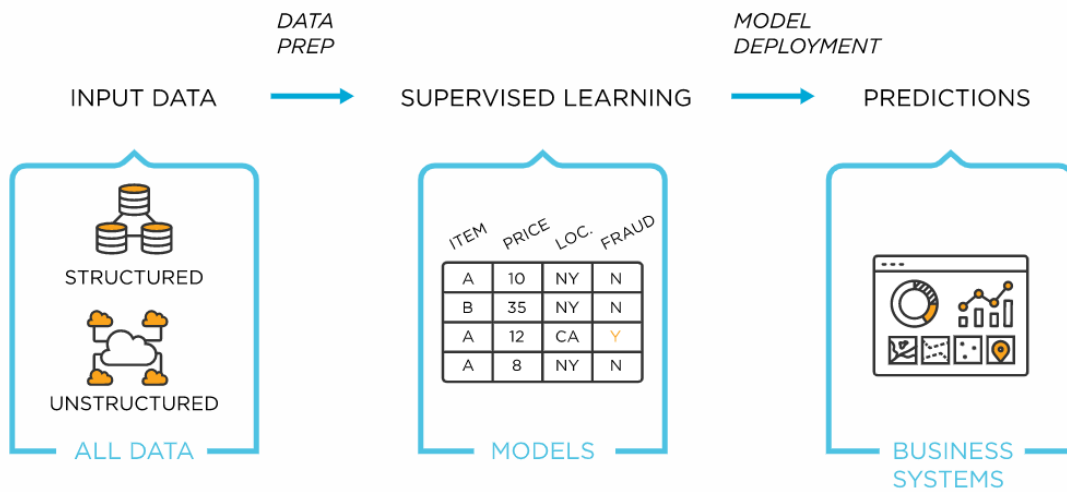 DATA
PREP
MODEL
DEPLOYMENT
INPUT DATA
SUPERVISED LEARNING
PREDICTIONS
STRUCTURED
UNSTRUCTURED
ALL DATA
ITEM PRICE LOC. FRAUD
A 10 NY N
B 35 NY N
A 12 CA Y
A 8 NY N
MODELS
BUSINESS
SYSTEMS